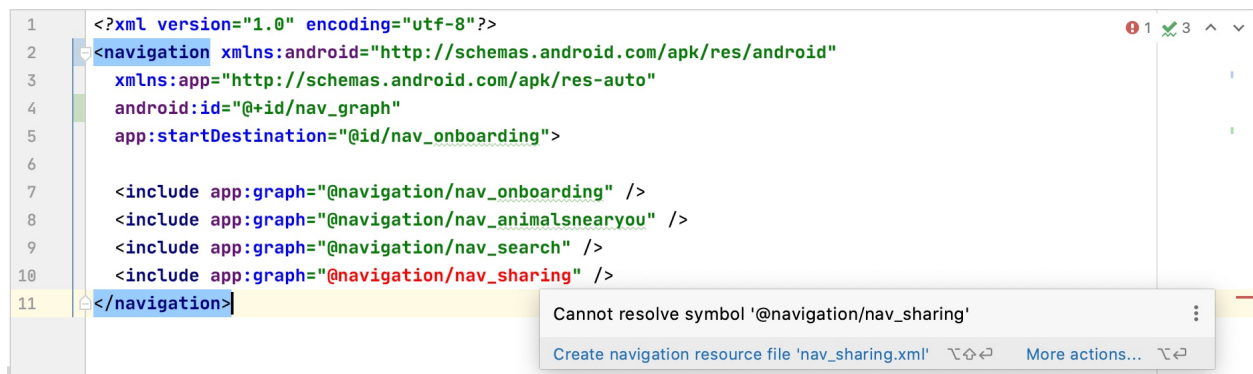 1 <?xml version="1.0" encoding="utf-8"?> 1 3
2 <navigation xmlns:android="http://schemas.android.com/apk/res/android"
3 xmlns:app="http://schemas.android.com/apk/res-auto"
4 android:id="@+id/nav_graph"
5 app:startDestination="@id/nav_onboarding">
6
7 <include app:graph="@navigation/nav_onboarding" />
8 <include app:graph="@navigation/nav_animalsnearyou" />
9 <include app:graph="@navigation/nav_search" />
10 <include app:graph="@navigation/nav_sharing" />
11 </navigation>
Cannot resolve symbol '@navigation/nav_sharing'
Create navigation resource file 'nav_sharing.xml' ⌥⇧⏎ More actions... ⌥⏎